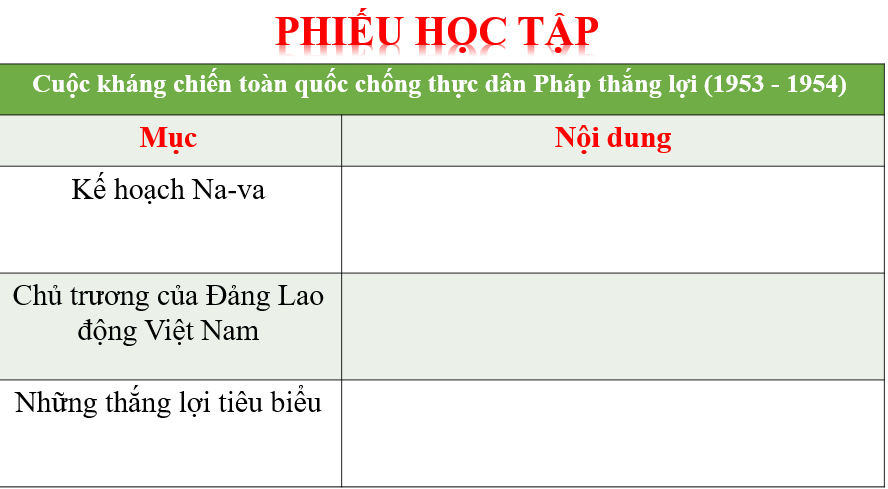 PHIẾU HỌC TẬP
Cuộc kháng chiến toàn quốc chống thực dân Pháp thắng lợi (1953 - 1954)
Mục
Nội dung
Kế hoạch Na-va
Chủ trương của Đảng Lao
động Việt Nam
Những thắng lợi tiêu biểu